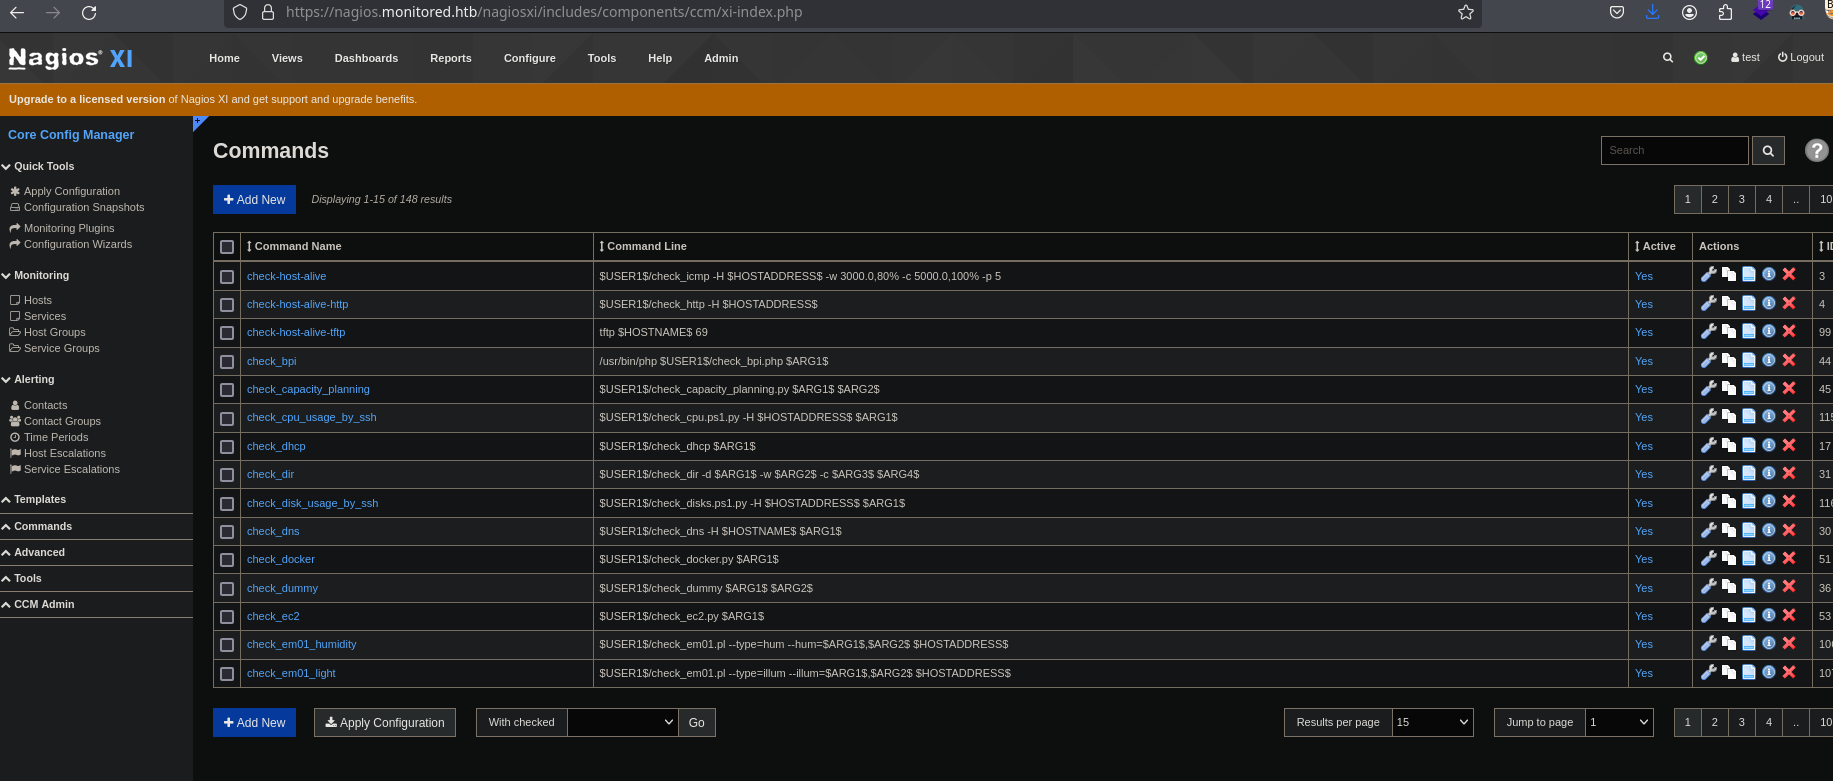 https://nagios.monitored.htb/nagiosxi/includes/components/ccm/xi-index.php
12
Nagios® XI
Home Views Dashboards Reports Configure Tools Help Admin
test Logout
Upgrade to a licensed version of Nagios XI and get support and upgrade benefits.
Core Config Manager
Quick Tools
Apply Configuration
Configuration Snapshots
Monitoring Plugins
Configuration Wizards
Monitoring
Hosts
Services
Host Groups
Service Groups
Alerting
Contacts
Contact Groups
Time Periods
Host Escalations
Service Escalations
Templates
Commands
Advanced
Tools
CCM Admin
Commands
Search
?
+ Add New Displaying 1-15 of 148 results
1 2 3 4 .. 10
Command Name Command Line Active Actions
check-host-alive $USER1$/check_icmp -H $HOSTADDRESS$ -w 3000.0,80% -c 5000.0,100% -p 5 Yes 3
check-host-alive-http $USER1$/check_http -H $HOSTADDRESS$ Yes 4
check-host-alive-tftp tftp $HOSTNAME$ 69 Yes 99
check_bpi /usr/bin/php $USER1$/check_bpi.php $ARG1$ Yes 44
check_capacity_planning $USER1$/check_capacity_planning.py $ARG1$ $ARG2$ Yes 45
check_cpu_usage_by_ssh $USER1$/check_cpu.ps1.py -H $HOSTADDRESS$ $ARG1$ Yes 115
check_dhcp $USER1$/check_dhcp $ARG1$ Yes 17
check_dir $USER1$/check_dir -d $ARG1$ -w $ARG2$ -c $ARG3$ $ARG4$ Yes 31
check_disk_usage_by_ssh $USER1$/check_disks.ps1.py -H $HOSTADDRESS$ $ARG1$ Yes 116
check_dns $USER1$/check_dns -H $HOSTNAME$ $ARG1$ Yes 30
check_docker $USER1$/check_docker.py $ARG1$ Yes 51
check_dummy $USER1$/check_dummy $ARG1$ $ARG2$ Yes 36
check_ec2 $USER1$/check_ec2.py $ARG1$ Yes 53
check_em01_humidity $USER1$/check_em01.pl --type=hum --hum=$ARG1$,$ARG2$ $HOSTADDRESS$ Yes
check_em01_light $USER1$/check_em01.pl --type=illum --illum=$ARG1$,$ARG2$ $HOSTADDRESS$ Yes 107
+ Add New Apply Configuration With checked Go Results per page 15 Jump to page 1 1 2 3 4 .. 10